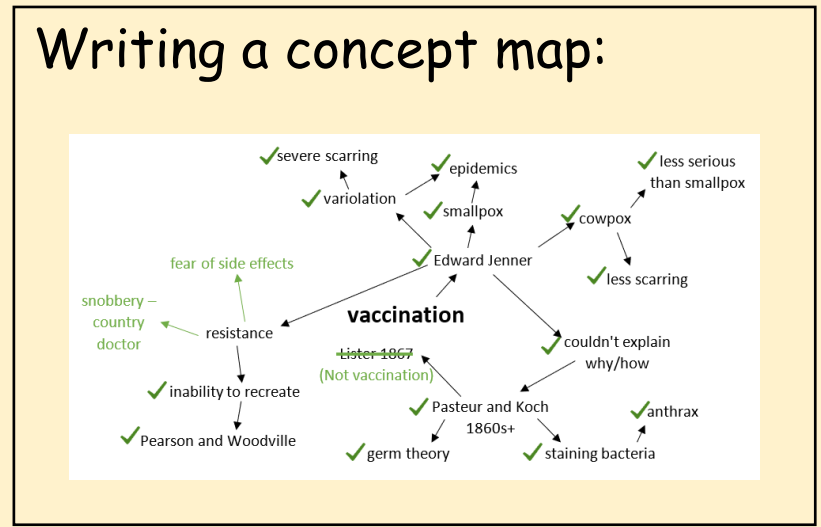 Writing a concept map:
severe scarring
epidemics
less serious
than smallpox
variolation
smallpox
cowpox
Edward Jenner
fear of side effects
less scarring
snobbery –
country
doctor
vaccination
resistance
couldn't explain
why/how
Lister 1867
(Not vaccination)
inability to recreate
Pasteur and Koch
1860s+
anthrax
Pearson and Woodville
germ theory
staining bacteria